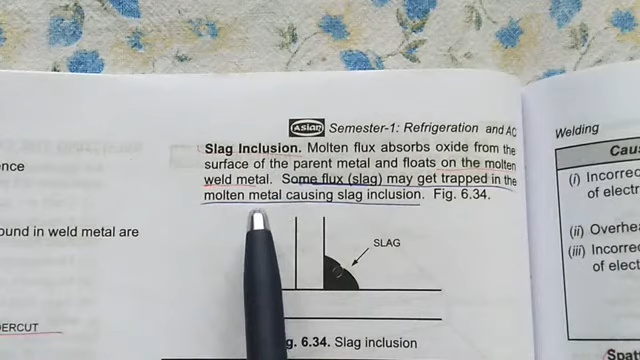 ASIAN Semester-1: Refrigeration and AC
Slag Inclusion. Molten flux absorbs oxide from the
surface of the parent metal and floats on the molten
weld metal. Some flux (slag) may get trapped in the
molten metal causing slag inclusion. Fig. 6.34.
SLAG
g. 6.34. Slag inclusion
ence
ound in weld metal are
DERCUT
Welding
Caus
(i) Incorrec
of electr
(ii) Overhea
(iii) Incorrec
of elect
Spatt